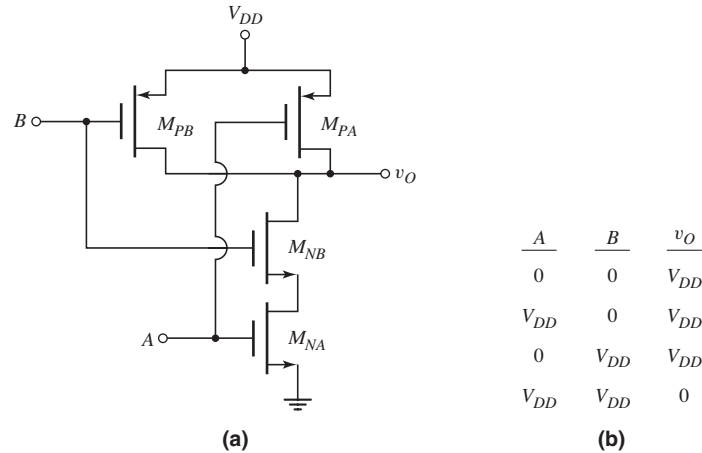 V_DD
B
M_PB
M_PA
v_O
M_NB
A
M_NA
(a)
A B v_O
0 0 V_DD
V_DD 0 V_DD
0 V_DD V_DD
V_DD V_DD 0
(b)